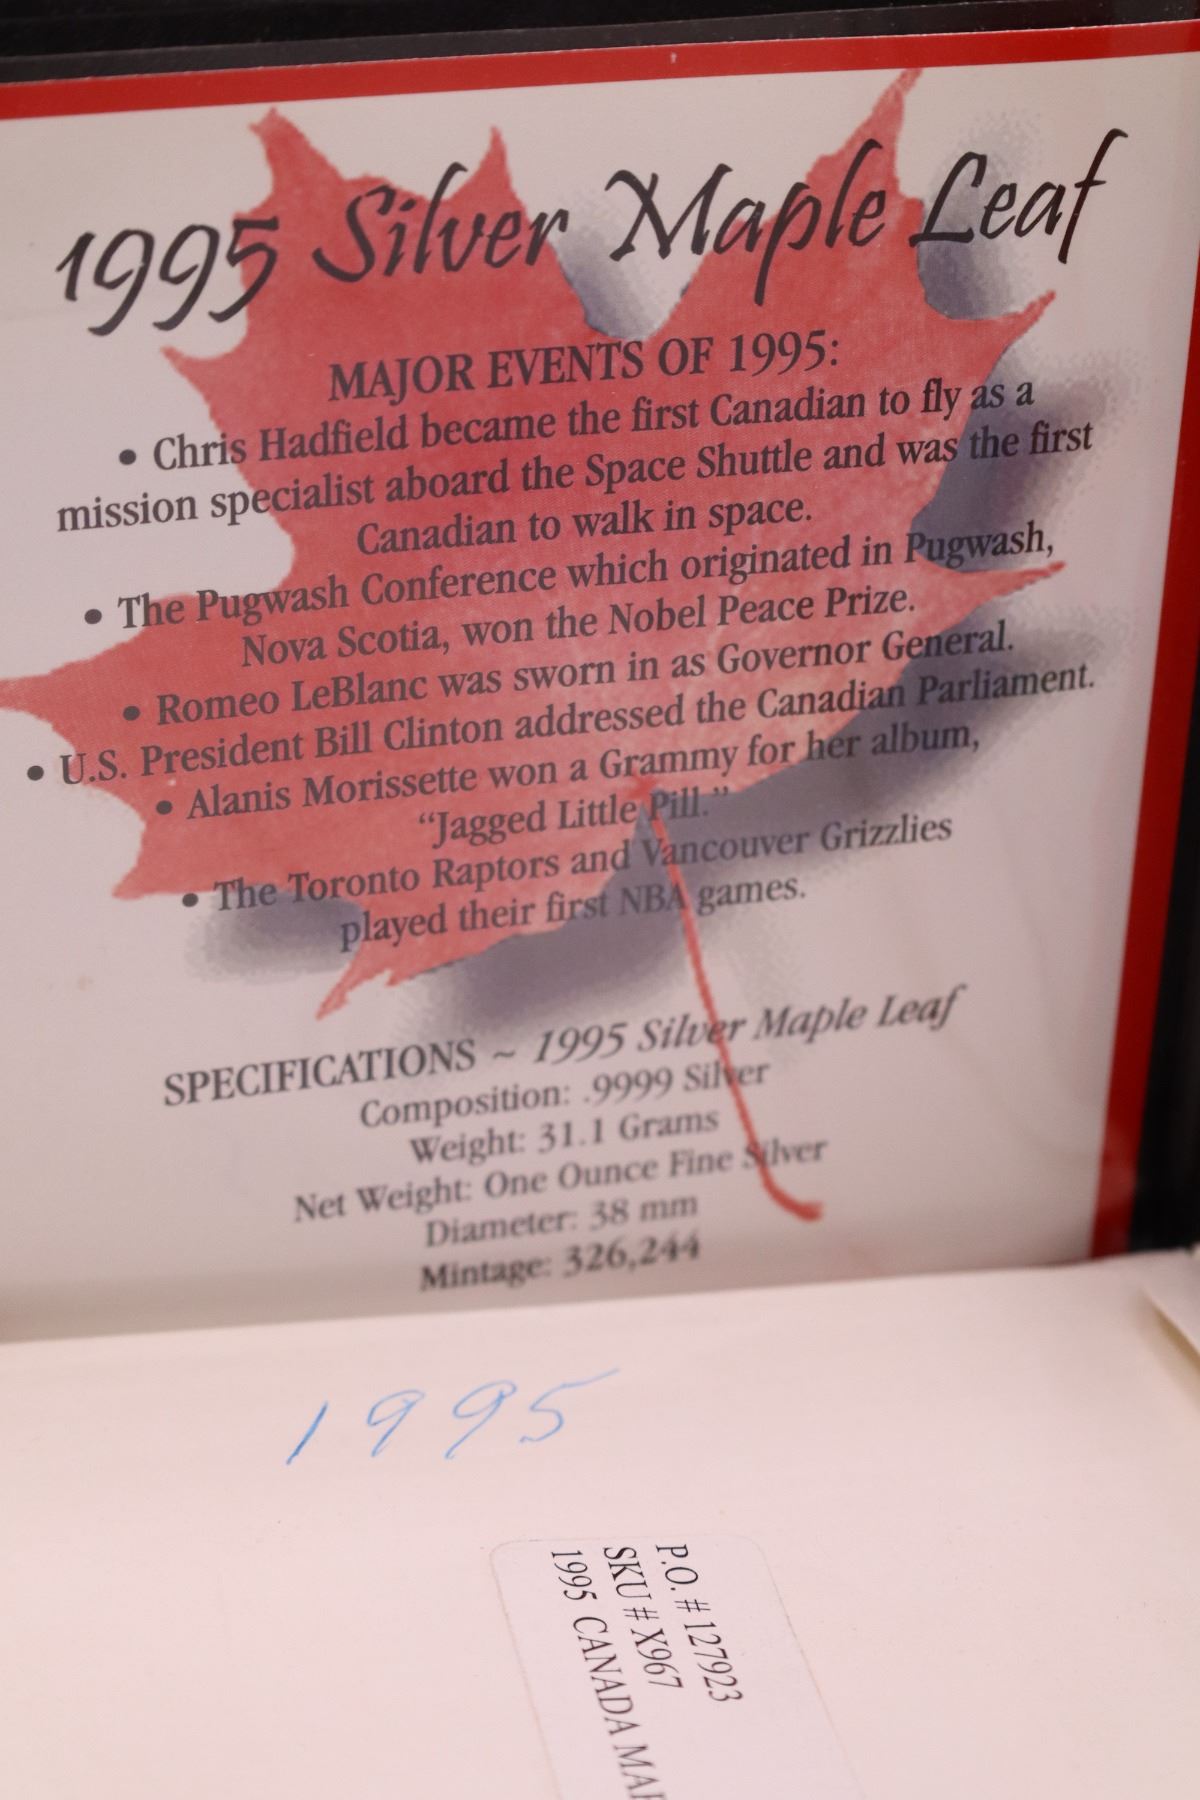 1995 Silver Maple Leaf
MAJOR EVENTS OF 1995:
• Chris Hadfield became the first Canadian to fly as a
mission specialist aboard the Space Shuttle and was the first
Canadian to walk in space.
• The Pugwash Conference which originated in Pugwash,
Nova Scotia, won the Nobel Peace Prize.
• Romeo LeBlanc was sworn in as Governor General.
• U.S. President Bill Clinton addressed the Canadian Parliament.
• Alanis Morissette won a Grammy for her album,
“Jagged Little Pill.”
• The Toronto Raptors and Vancouver Grizzlies
played their first NBA games.
SPECIFICATIONS ~ 1995 Silver Maple Leaf
Composition: .9999 Silver
Weight: 31.1 Grams
Net Weight: One Ounce Fine Silver
Diameter: 38 mm
Mintage: 326,244
1995
P.O. # 127923
SKU # X967
1995 CANADA MA